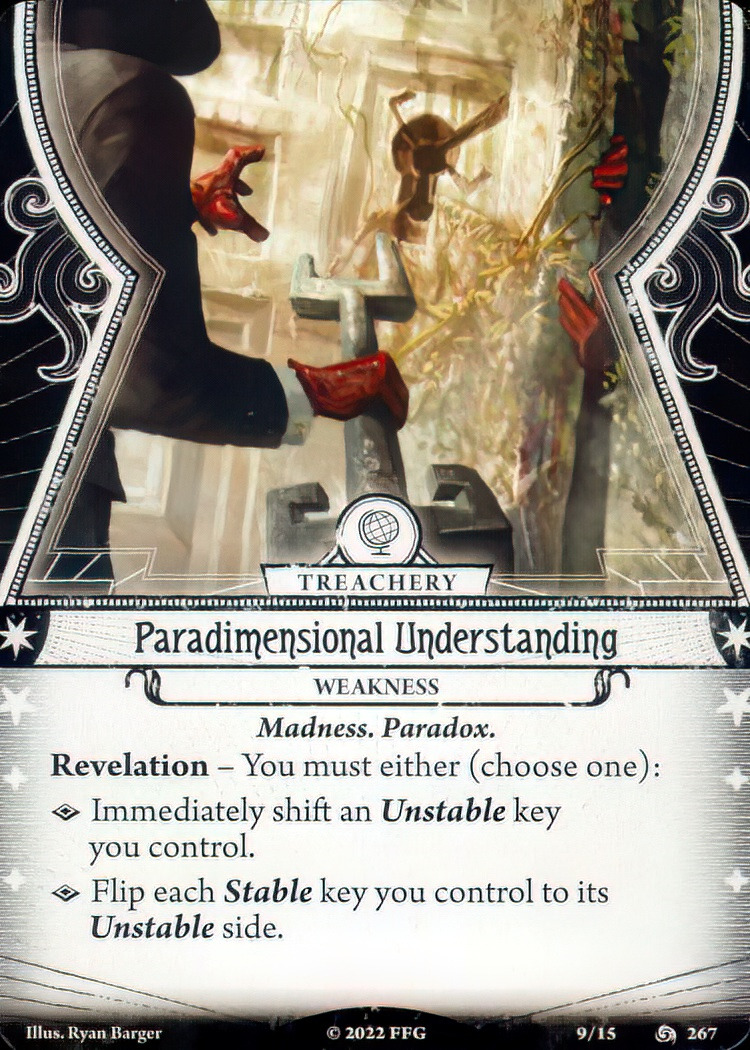 TREACHERY
Paradimensional Understanding
WEAKNESS
Madness. Paradox.
Revelation – You must either (choose one):
Immediately shift an Unstable key
you control.
Flip each Stable key you control to its
Unstable side.
Illus. Ryan Barger © 2022 FFG 9/15 267